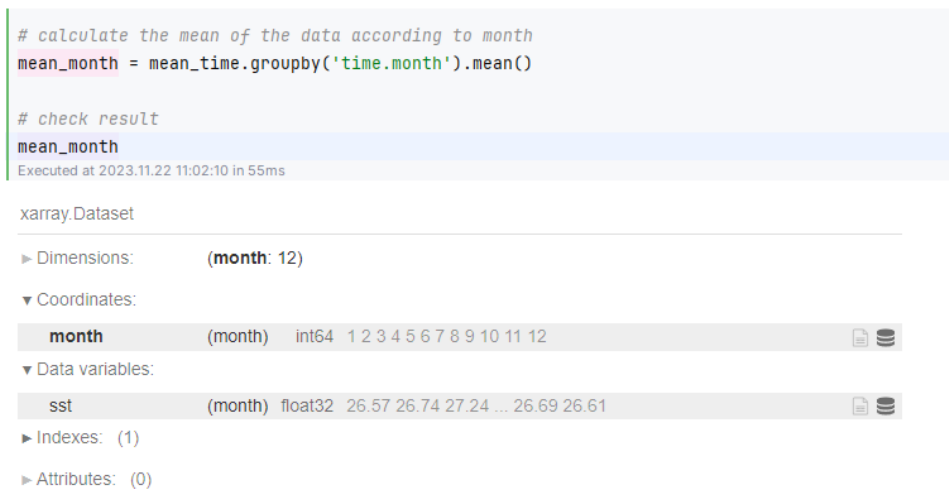 # calculate the mean of the data according to month
mean_month = mean_time.groupby('time.month').mean()
# check result
mean_month
Executed at 2023.11.22 11:02:10 in 55ms
xarray.Dataset
► Dimensions: (month: 12)
▼ Coordinates:
month (month) int64 1 2 3 4 5 6 7 8 9 10 11 12
▼ Data variables:
sst (month) float32 26.57 26.74 27.24 ... 26.69 26.61
► Indexes: (1)
► Attributes: (0)